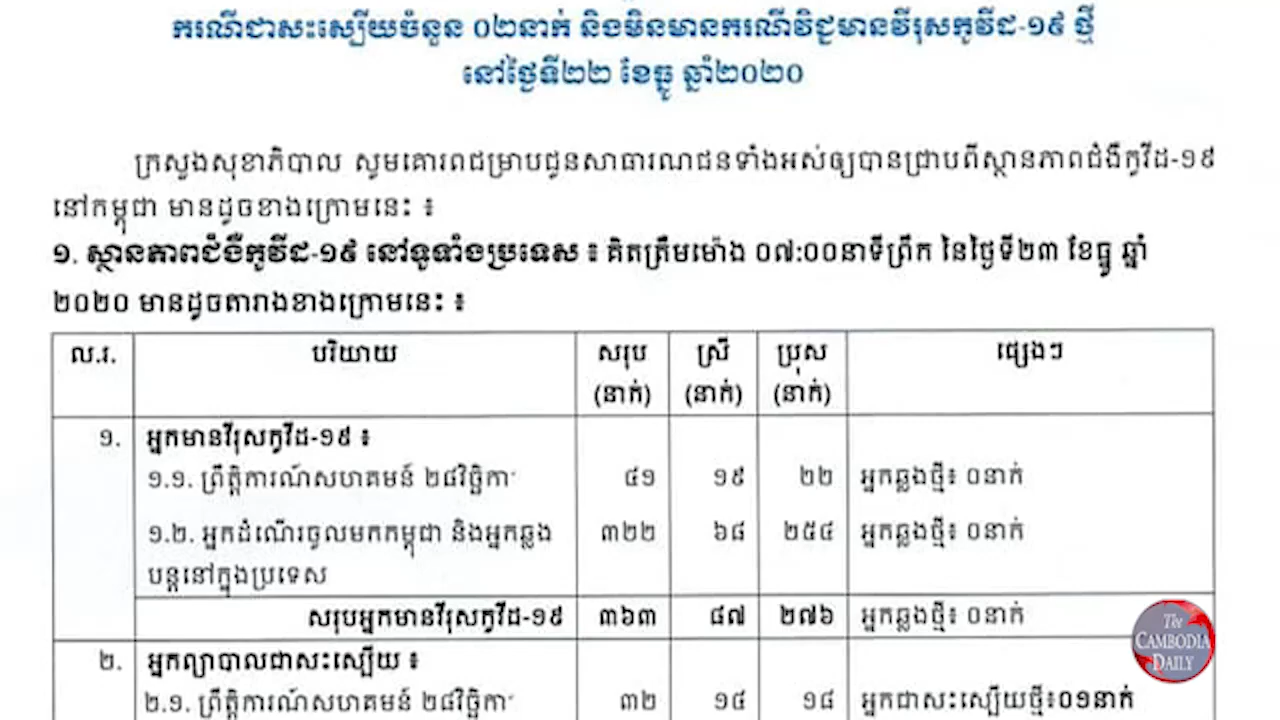 ករណីជាសះស្បើយចំនួន ០២នាក់ និងមិនមានករណីវិជ្ជមានវីរុសកូវីដ-១៩ ថ្មី
នៅថ្ងៃទី២២ ខែធ្នូ ឆ្នាំ២០២០
ក្រសួងសុខាភិបាល សូមគោរពជម្រាបជូនសាធារណជនទាំងអស់ឲ្យបានជ្រាបពីស្ថានភាពជំងឺកូវីដ-១៩
នៅកម្ពុជា មានដូចខាងក្រោមនេះ ៖
១. ស្ថានភាពជំងឺកូវីដ-១៩ នៅទូទាំងប្រទេស ៖ គិតត្រឹមម៉ោង ០៧:០០នាទីព្រឹក នៃថ្ងៃទី២៣ ខែធ្នូ ឆ្នាំ
២០២០ មានដូចតារាងខាងក្រោមនេះ ៖
ល.រ. បរិយាយ សរុប (នាក់) ស្រី (នាក់) ប្រុស (នាក់) ផ្សេងៗ
១. អ្នកមានវីរុសកូវីដ-១៩ ៖
១.១. ព្រឹត្តិការណ៍សហគមន៍ ២៨វិច្ឆិកា ៤១ ១៩ ២២ អ្នកឆ្លងថ្មី៖ ០នាក់
១.២. អ្នកដំណើរចូលមកកម្ពុជា និងអ្នកឆ្លង ៣២២ ៦៨ ២៥៤ អ្នកឆ្លងថ្មី៖ ០នាក់
បន្តនៅក្នុងប្រទេស
សរុបអ្នកមានវីរុសកូវីដ-១៩ ៣៦៣ ៨៧ ២៧៦ អ្នកឆ្លងថ្មី៖ ០នាក់
២. អ្នកព្យាបាលជាសះស្បើយ ៖
២.១. ព្រឹត្តិការណ៍សហគមន៍ ២៨វិច្ឆិកា ៣២ ១៤ ១៨ អ្នកជាសះស្បើយថ្មី៖០១នាក់
The
CAMBODIA
DAILY